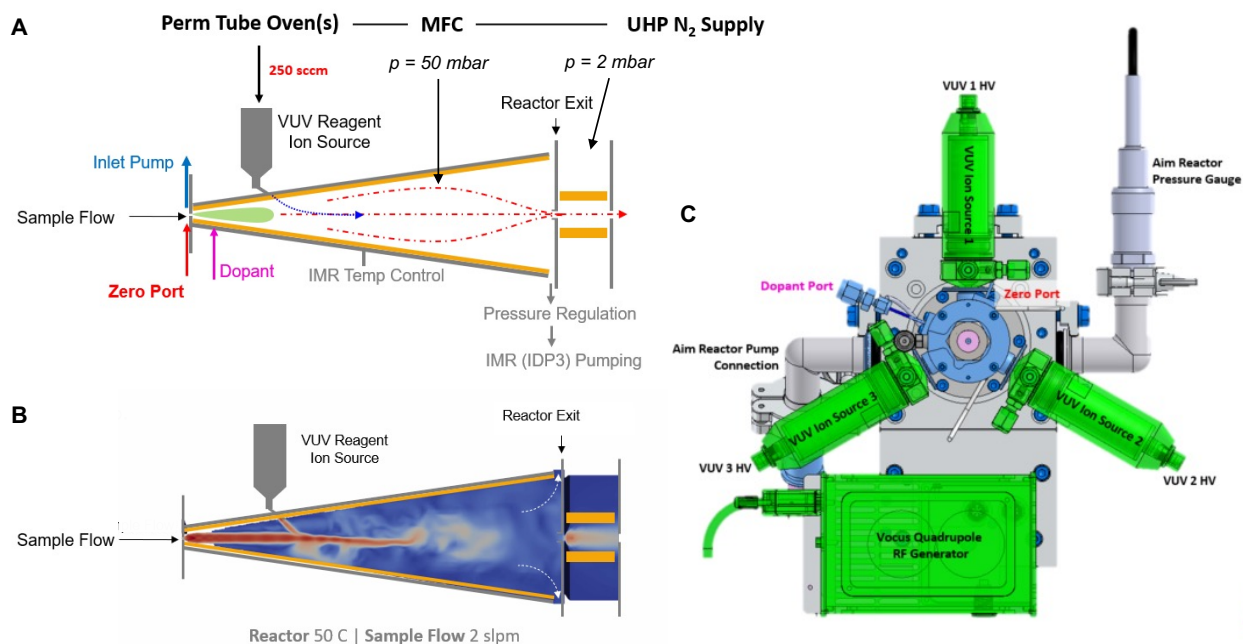 A
Perm Tube Oven(s)
MFC
UHP N₂ Supply
250 sccm
p = 50 mbar
p = 2 mbar
VUV Reagent
Ion Source
Reactor Exit
Inlet Pump
Sample Flow
Zero Port
Dopant
IMR Temp Control
Pressure Regulation
IMR (IDP3) Pumping
B
VUV Reagent
Ion Source
Reactor Exit
Sample Flow
Reactor 50 C | Sample Flow 2 slpm
C
VUV 1 HV
VUV Ion Source 1
Aim Reactor
Pressure Gauge
Dopant Port
Zero Port
Aim Reactor Pump
Connection
VUV Ion Source 3
VUV Ion Source 2
VUV 3 HV
VUV 2 HV
Vocus Quadrupole
RF Generator